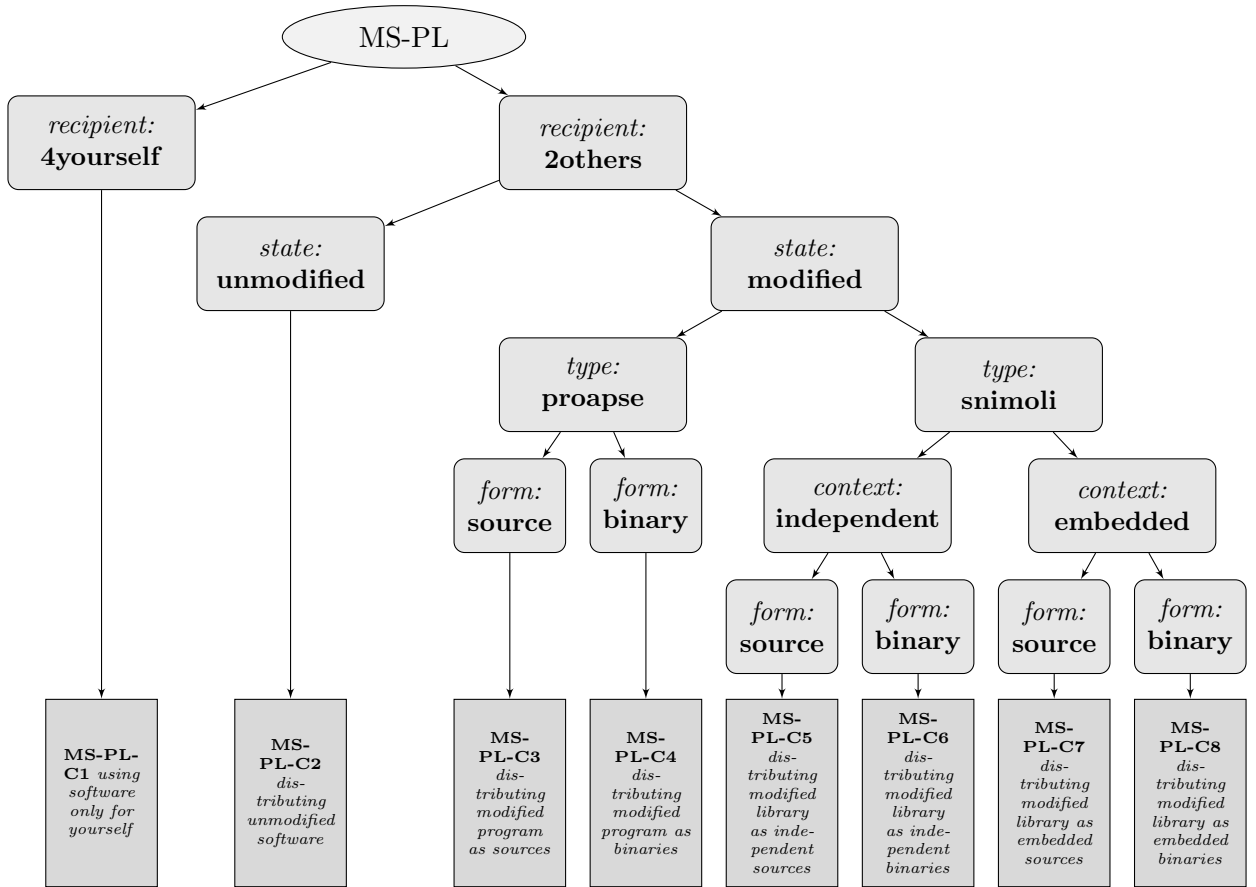 MS-PL
recipient:
4yourself
recipient:
2others
state:
unmodified
state:
modified
type:
proapse
type:
snimoli
form:
source
form:
binary
context:
independent
context:
embedded
form:
source
form:
binary
form:
source
form:
binary
MS-PL-
C1 using
software
only for
yourself
MS-
PL-C2
dis-
tributing
unmodified
software
MS-
PL-C3
dis-
tributing
modified
program
as sources
MS-
PL-C4
dis-
tributing
modified
program as
binaries
MS-
PL-C5
dis-
tributing
modified
library
as inde-
pendent
sources
MS-
PL-C6
dis-
tributing
modified
library
as inde-
pendent
binaries
MS-
PL-C7
dis-
tributing
modified
library as
embedded
sources
MS-
PL-C8
dis-
tributing
modified
library as
embedded
binaries